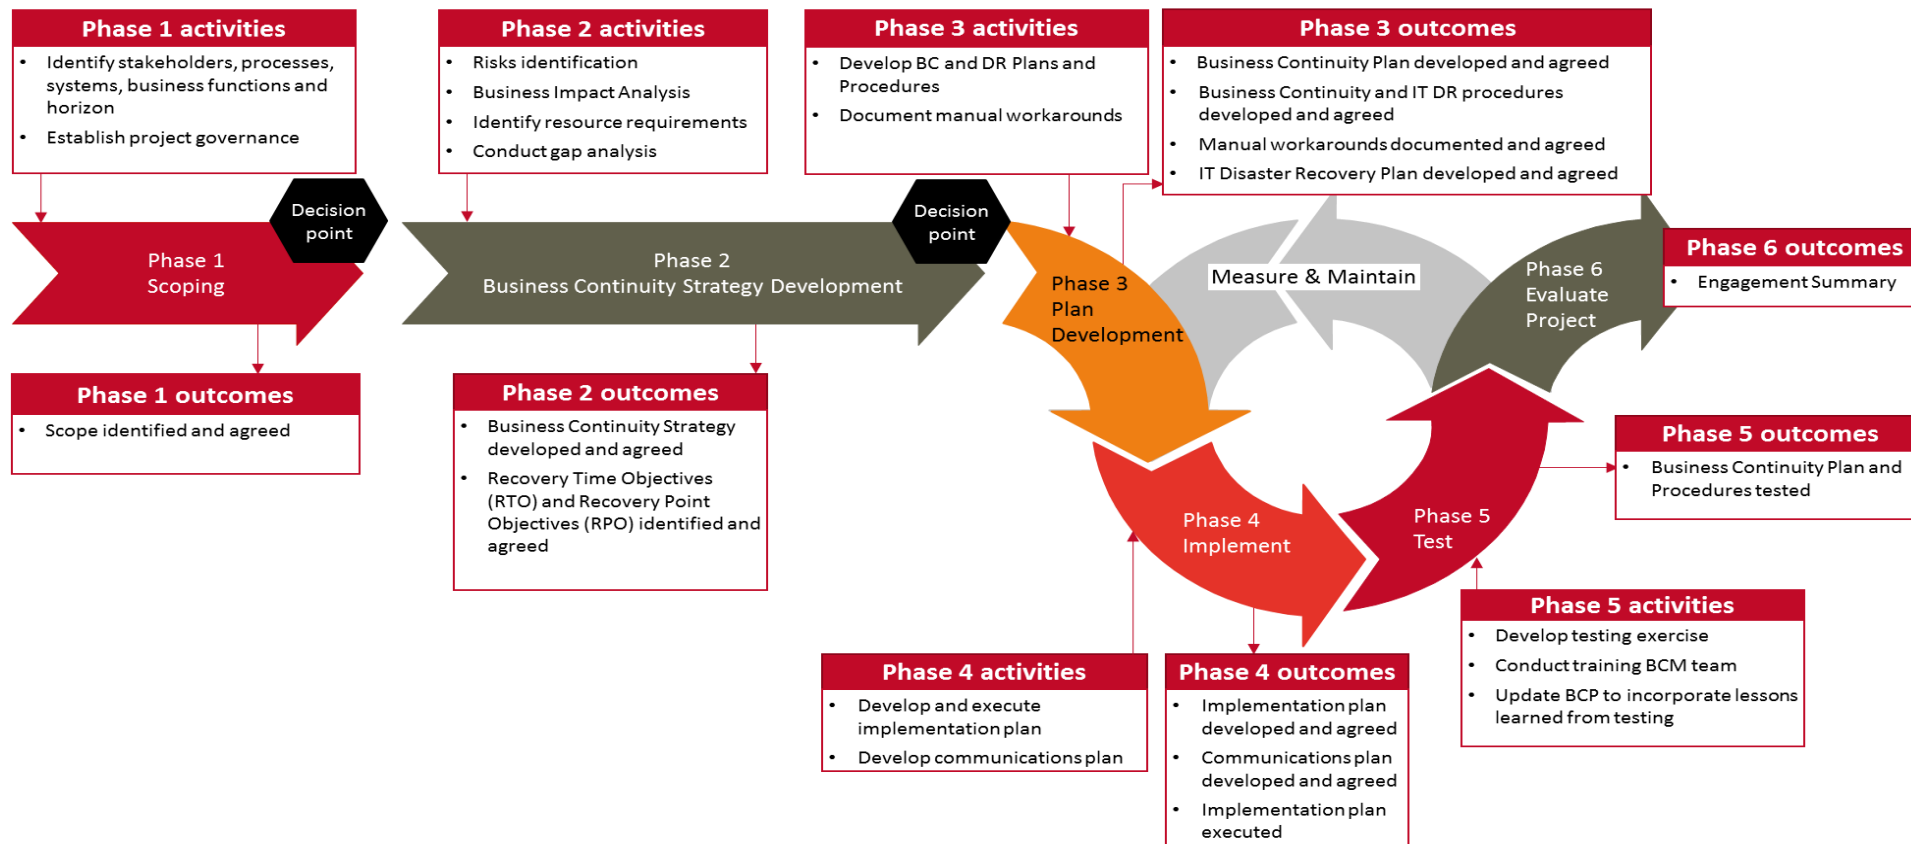 Phase 1 activities
• Identify stakeholders, processes,
systems, business functions and
horizon
• Establish project governance
Phase 2 activities
• Risks identification
• Business Impact Analysis
• Identify resource requirements
• Conduct gap analysis
Phase 3 activities
• Develop BC and DR Plans and
Procedures
• Document manual workarounds
Phase 3 outcomes
• Business Continuity Plan developed and agreed
• Business Continuity and IT DR procedures
developed and agreed
• Manual workarounds documented and agreed
• IT Disaster Recovery Plan developed and agreed
Decision
point
Phase 1
Scoping
Decision
point
Phase 2
Business Continuity Strategy Development
Phase 3
Plan
Development
Measure & Maintain
Phase 6
Evaluate
Project
Phase 6 outcomes
• Engagement Summary
Phase 1 outcomes
• Scope identified and agreed
Phase 2 outcomes
• Business Continuity Strategy
developed and agreed
• Recovery Time Objectives
(RTO) and Recovery Point
Objectives (RPO) identified and
agreed
Phase 5 outcomes
• Business Continuity Plan and
Procedures tested
Phase 4
Implement
Phase 5
Test
Phase 5 activities
• Develop testing exercise
• Conduct training BCM team
• Update BCP to incorporate lessons
learned from testing
Phase 4 activities
• Develop and execute
implementation plan
• Develop communications plan
Phase 4 outcomes
• Implementation plan
developed and agreed
• Communications plan
developed and agreed
• Implementation plan
executed